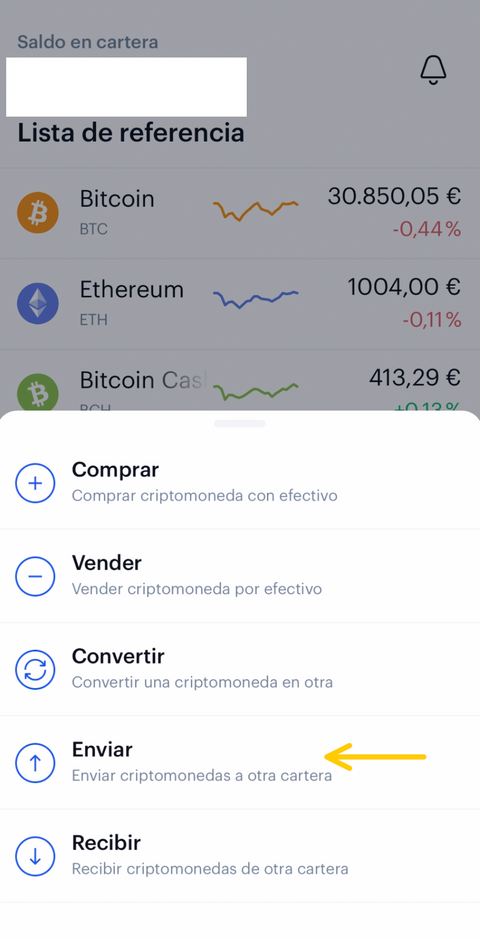 Saldo en cartera
Lista de referencia
Bitcoin
30.850,05 €
BTC
-0,44 %
Ethereum
1004,00 €
ETH
-0,11 %
Bitcoin Cas
413,29 €
BCH
+0,13 %
Comprar
Comprar criptomoneda con efectivo
Vender
Vender criptomoneda por efectivo
Convertir
Convertir una criptomoneda en otra
Enviar
Enviar criptomonedas a otra cartera
Recibir
Recibir criptomonedas de otra cartera